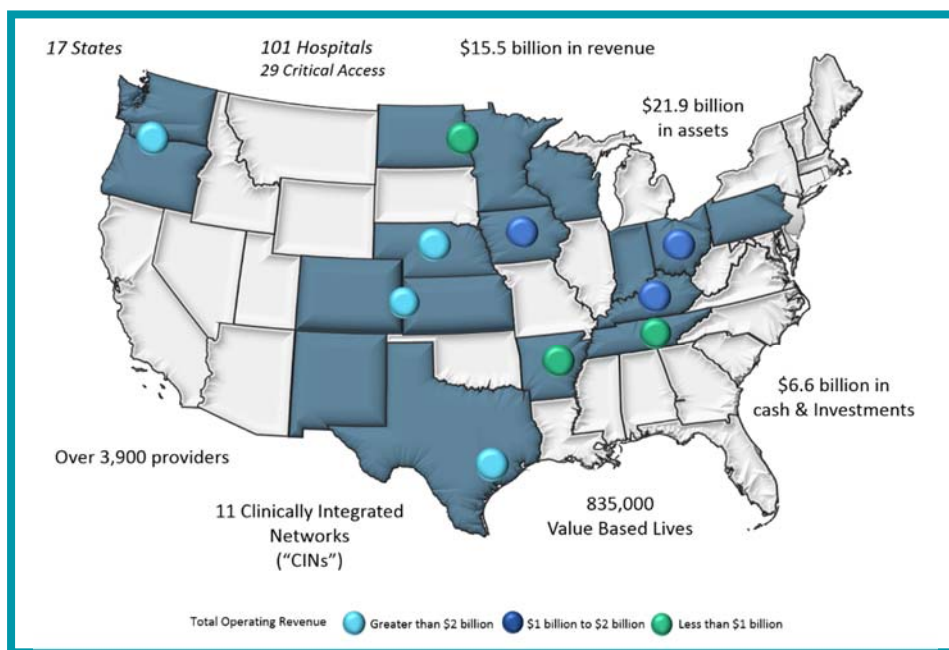 17 States
101 Hospitals
29 Critical Access
$15.5 billion in revenue
$21.9 billion
in assets
$6.6 billion in
cash & Investments
Over 3,900 providers
11 Clinically Integrated
Networks
(“CINs”)
835,000
Value Based Lives
Total Operating Revenue Greater than $2 billion $1 billion to $2 billion Less than $1 billion